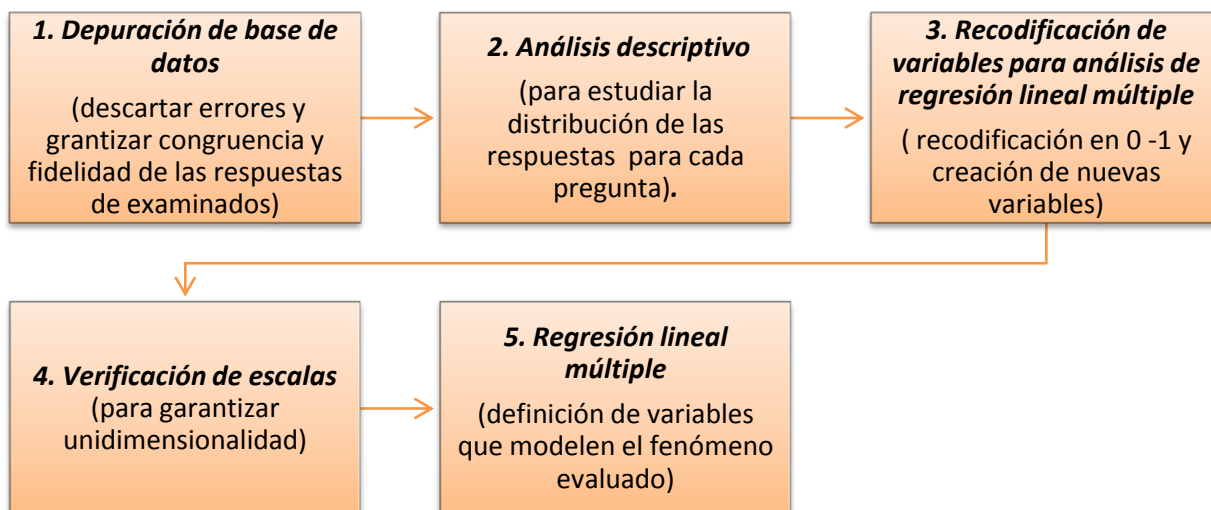 1. Depuración de base de
datos
(descartar errores y
grantizar congruencia y
fidelidad de las respuestas
de examinados)
2. Análisis descriptivo
(para estudiar la
distribución de las
respuestas para cada
pregunta).
3. Recodificación de
variables para análisis de
regresión lineal múltiple
( recodificación en 0 -1 y
creación de nuevas
variables)
4. Verificación de escalas
(para garantizar
unidimensionalidad)
5. Regresión lineal
múltiple
(definición de variables
que modelen el fenómeno
evaluado)